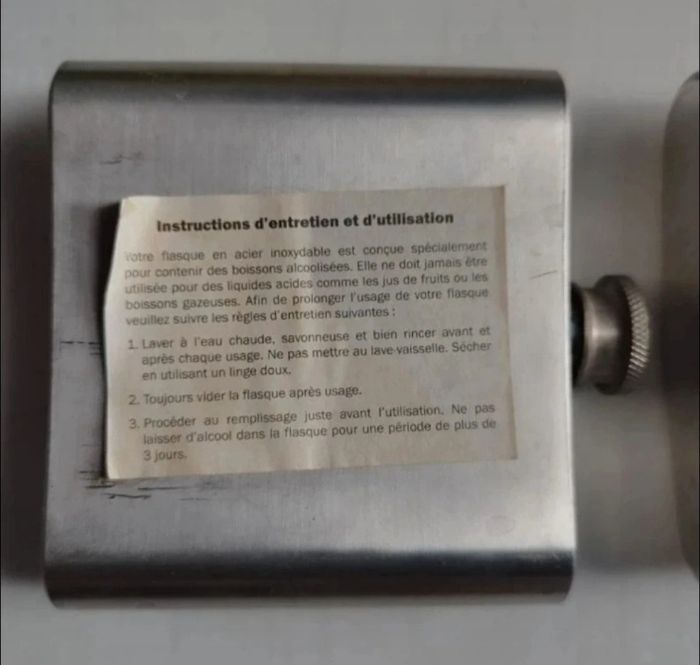 Instructions d'entretien et d'utilisation
Votre flasque en acier inoxydable est conçue spécialement
pour contenir des boissons alcoolisées. Elle ne doit jamais être
utilisée pour des liquides acides comme les jus de fruits ou les
boissons gazeuses. Afin de prolonger l'usage de votre flasque
veuillez suivre les règles d'entretien suivantes :
1. Laver à l'eau chaude, savonneuse et bien rincer avant et
après chaque usage. Ne pas mettre au lave-vaisselle. Sécher
en utilisant un linge doux.
2. Toujours vider la flasque après usage.
3. Procéder au remplissage juste avant l'utilisation. Ne pas
laisser d'alcool dans la flasque pour une période de plus de
3 jours.